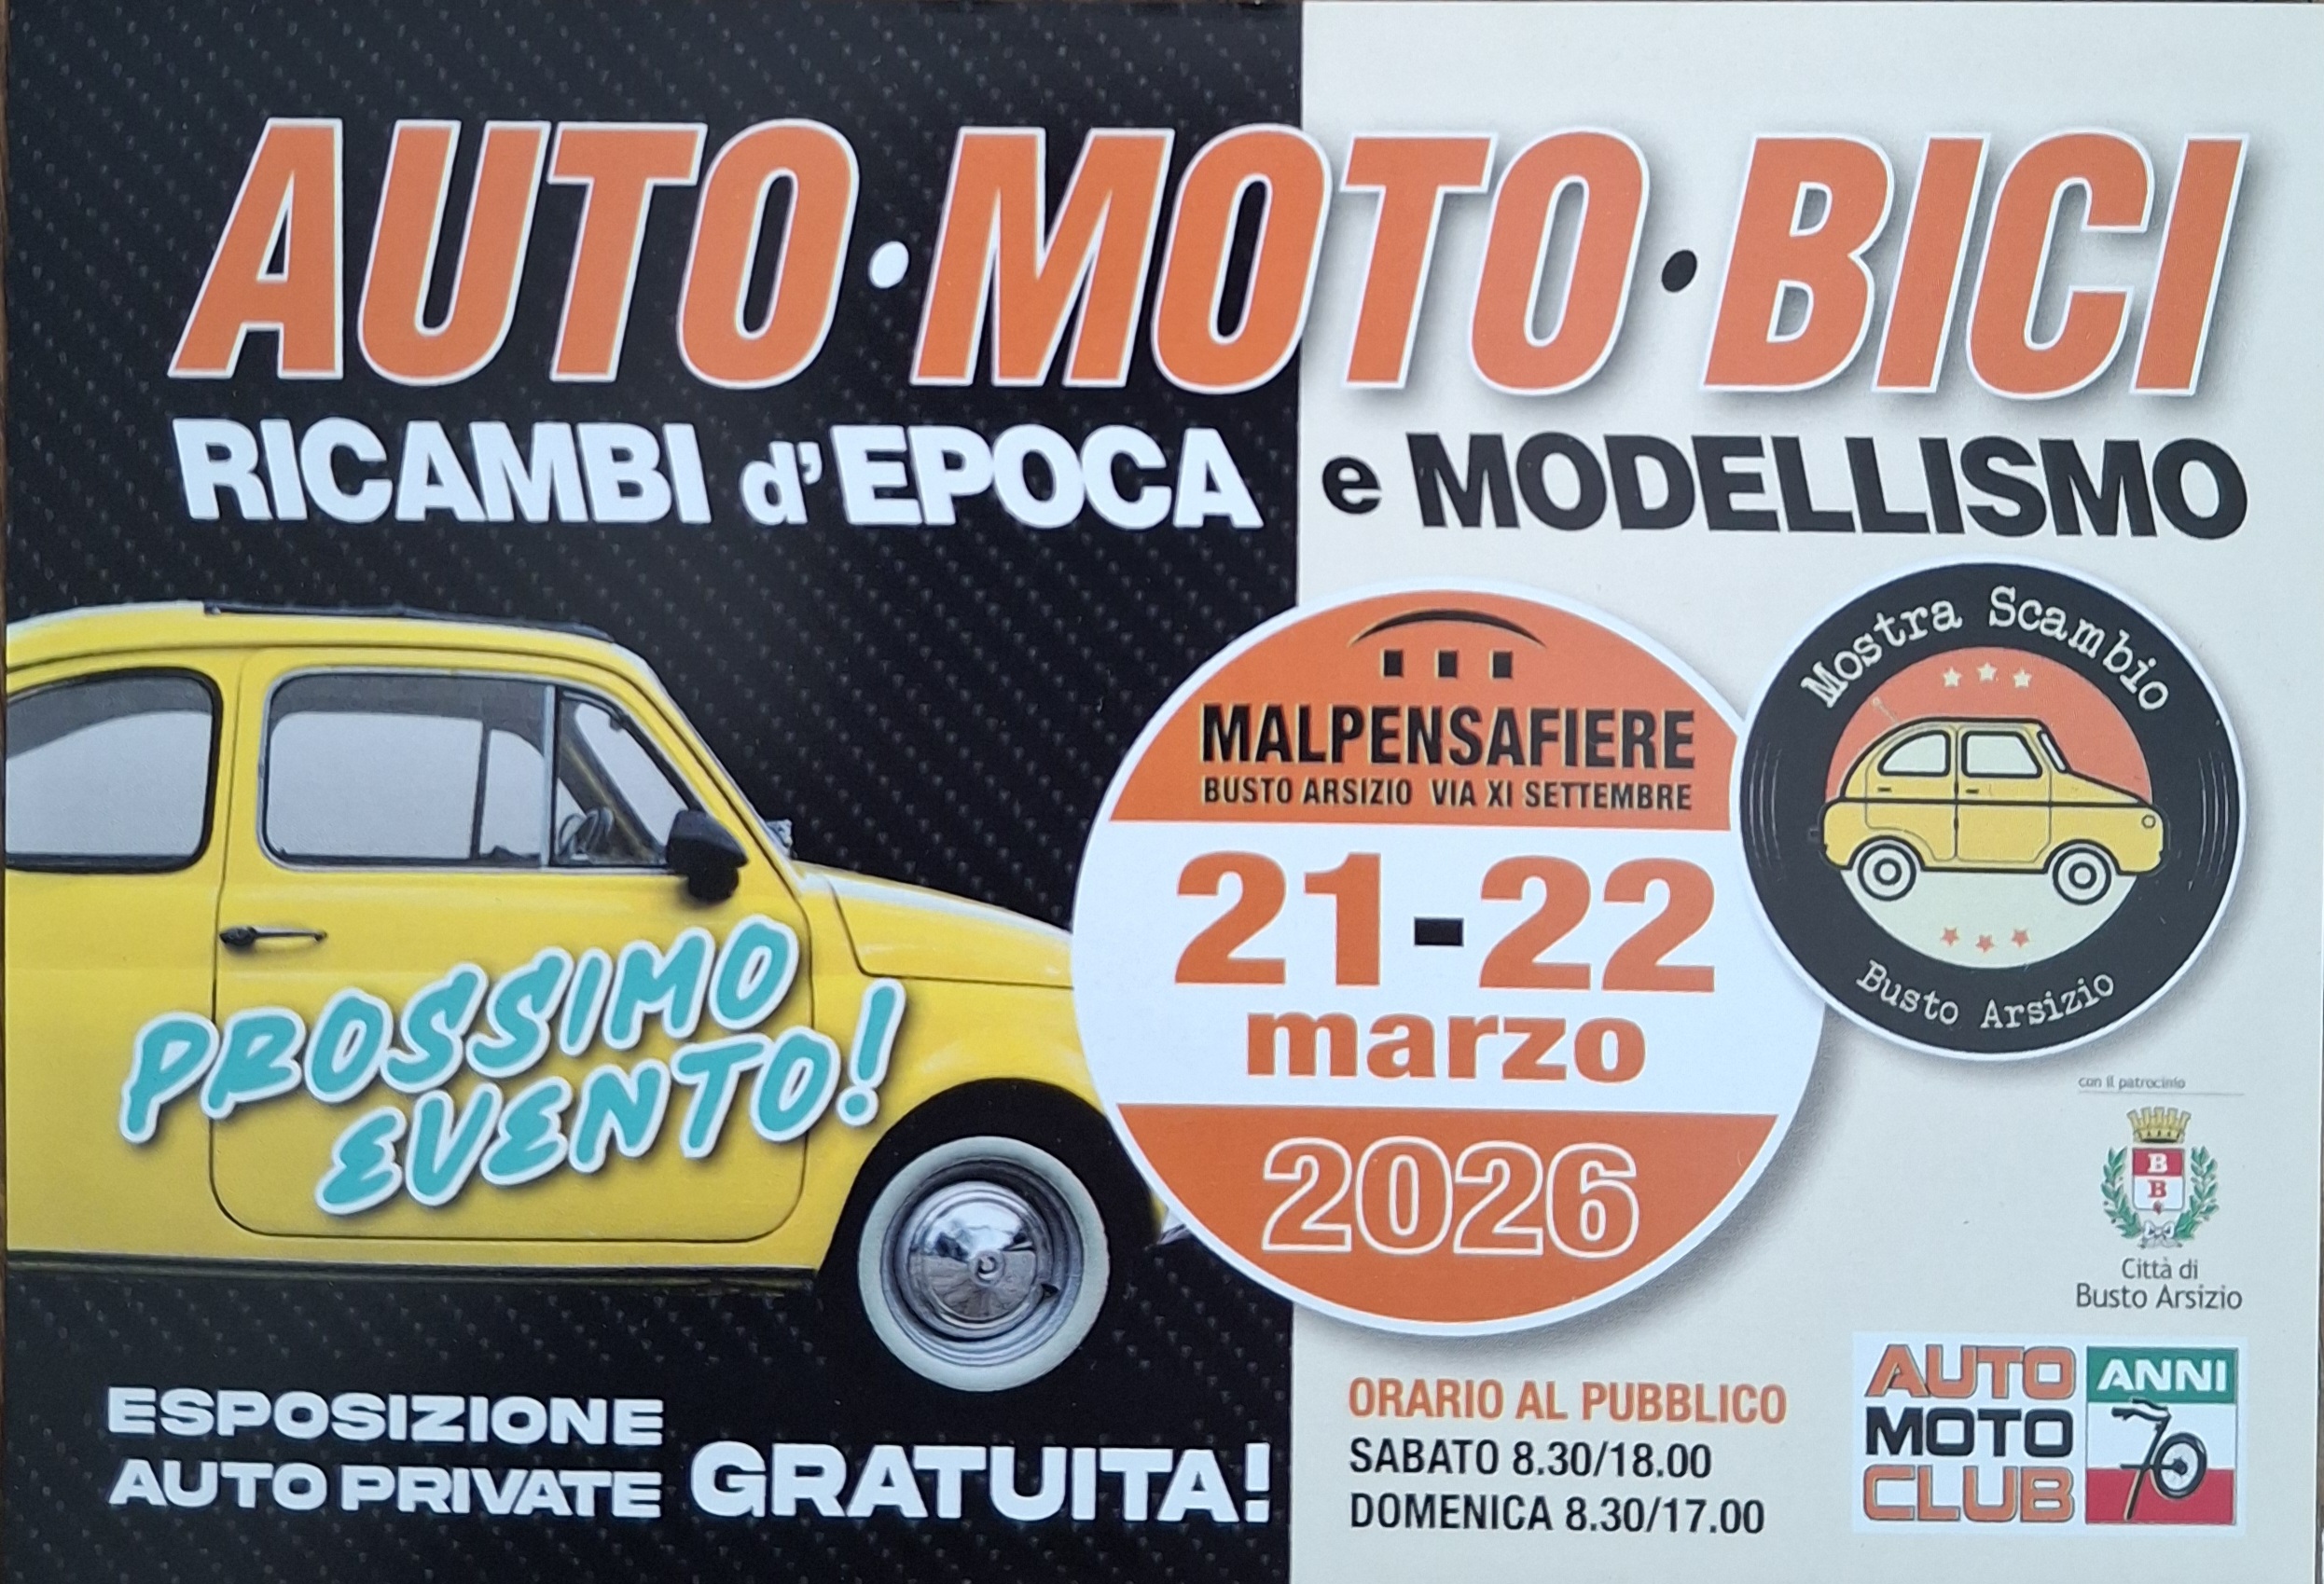 AUTO·MOTO·BICI
RICAMBI d'EPOCA e MODELLISMO
MALPENSAFIERE
BUSTO ARSIZIO VIA XI SETTEMBRE
21-22
marzo
2026
Mostra Scambio
Busto Arsizio
PROSSIMO
EVENTO!
con il patrocinio
B
B
Città di
Busto Arsizio
ESPOSIZIONE
AUTO PRIVATE GRATUITA!
ORARIO AL PUBBLICO
SABATO 8.30/18.00
DOMENICA 8.30/17.00
AUTO
MOTO
CLUB
ANNI
70